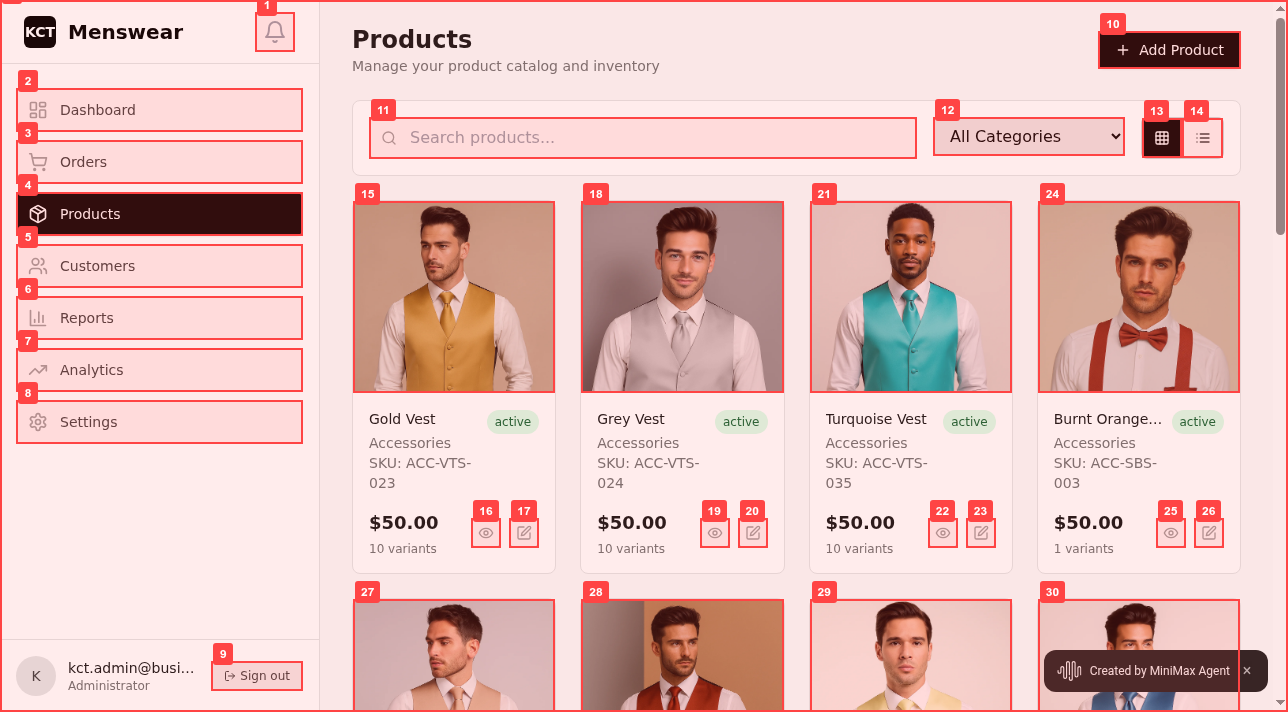 1
KCT Menswear
2
Dashboard
3
Orders
4
Products
5
Customers
6
Reports
7
Analytics
8
Settings
9
K
kct.admin@busi...
Administrator
Sign out
Products
Manage your product catalog and inventory
10
+ Add Product
11
Search products...
12
All Categories
13
14
15
Gold Vest
active
Accessories
SKU: ACC-VTS-
023
$50.00
10 variants
16
17
18
Grey Vest
active
Accessories
SKU: ACC-VTS-
024
$50.00
10 variants
19
20
21
Turquoise Vest
active
Accessories
SKU: ACC-VTS-
035
$50.00
10 variants
22
23
24
Burnt Orange...
active
Accessories
SKU: ACC-SBS-
003
$50.00
1 variants
25
26
27
28
29
30
Created by MiniMax Agent ×